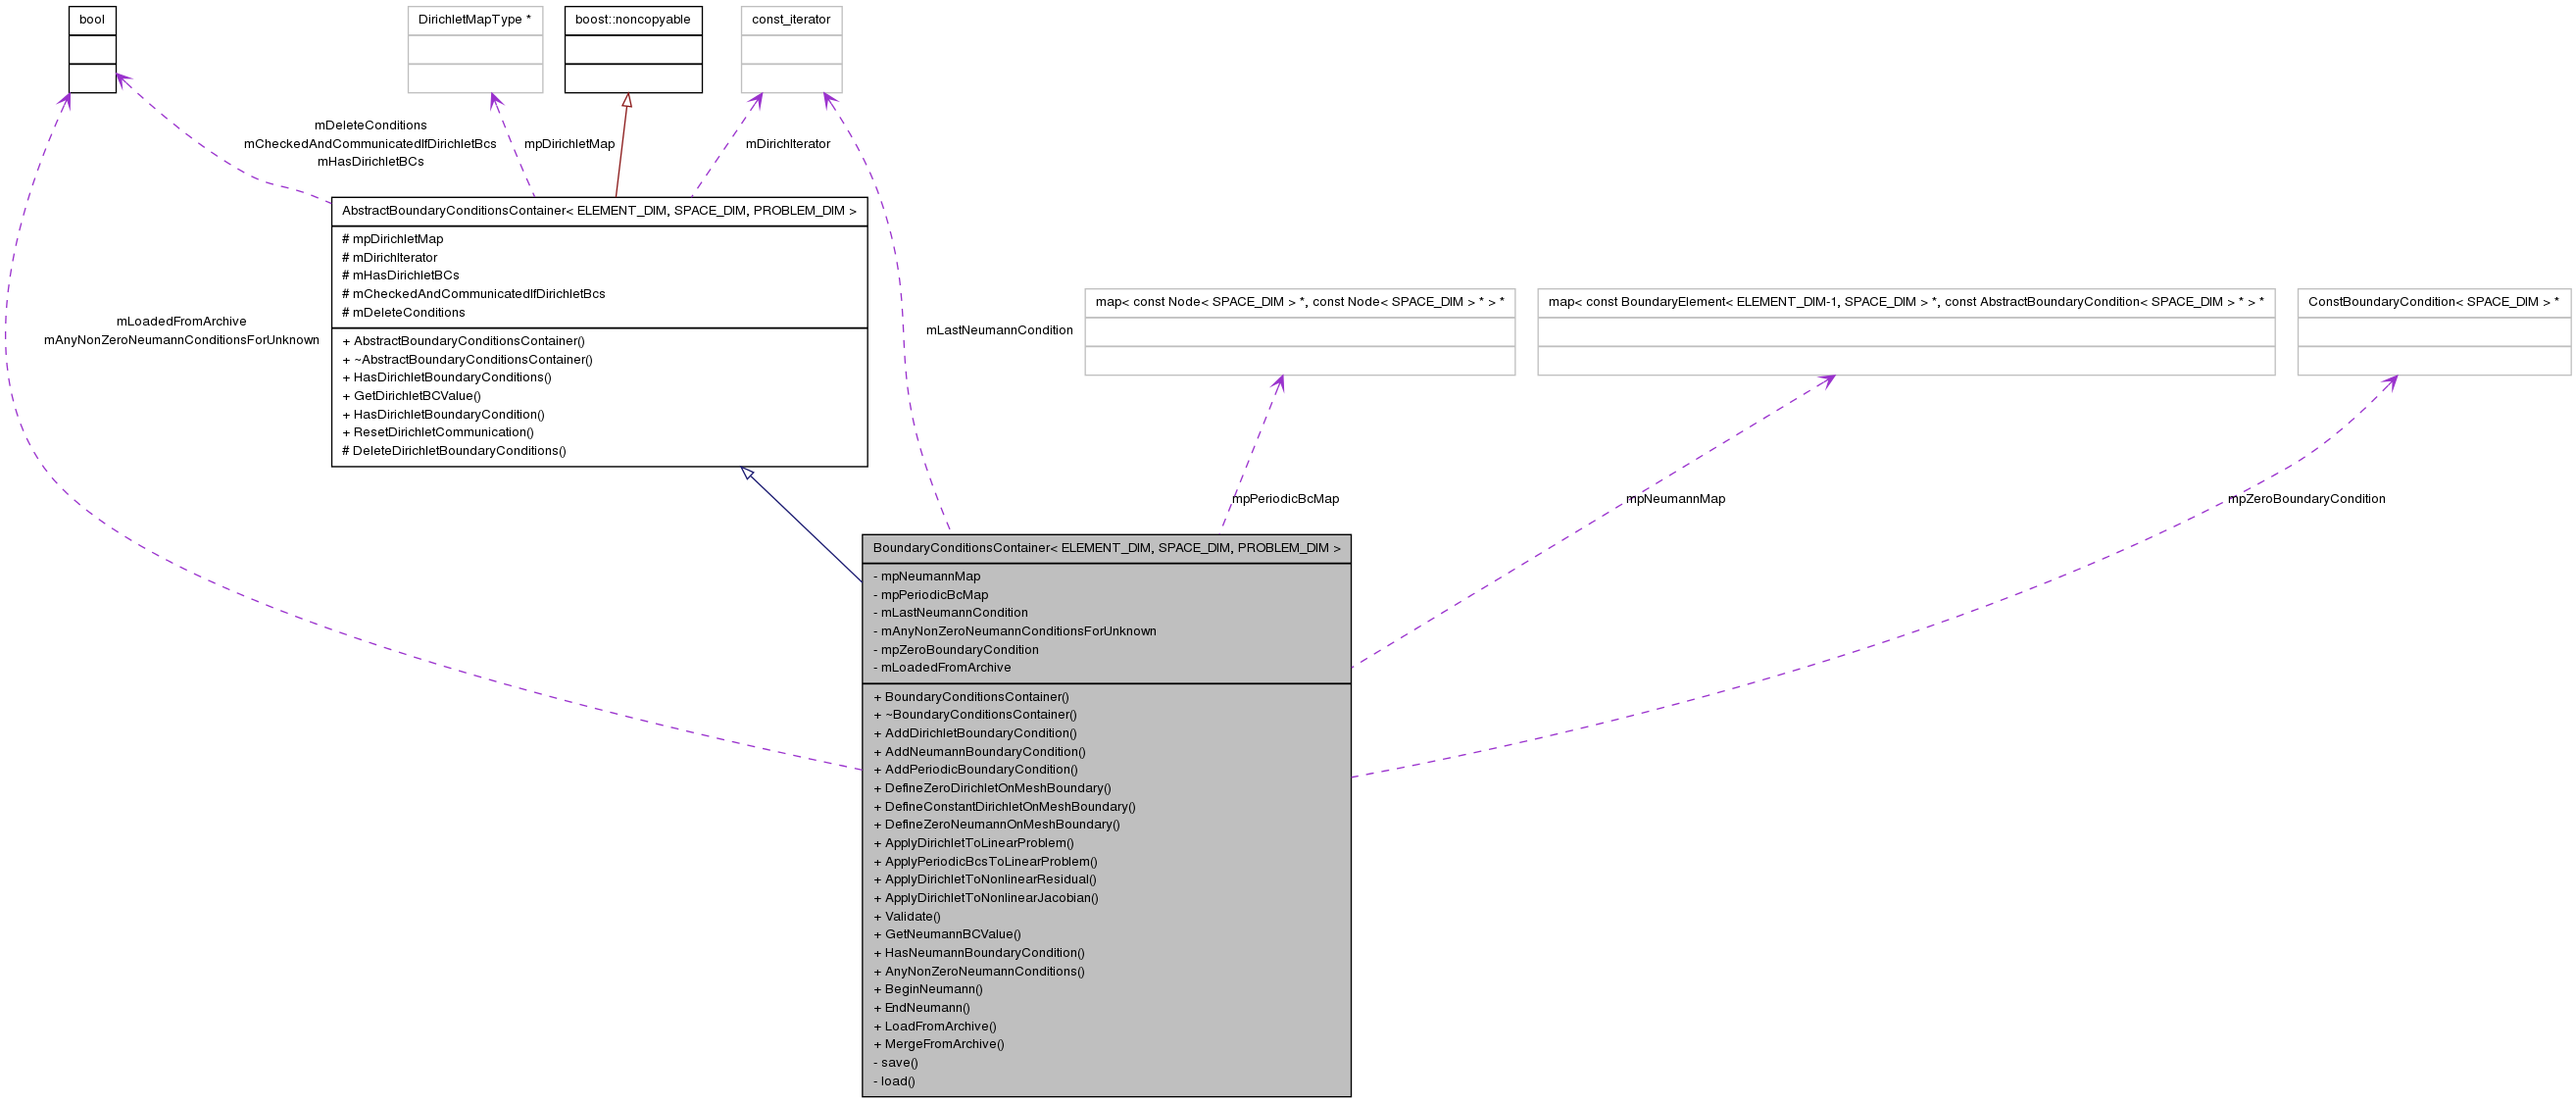 bool
DirichletMapType *
boost::noncopyable
const_iterator
mDeleteConditions
mCheckedAndCommunicatedIfDirichletBcs
mHasDirichletBCs
mpDirichletMap
mDirichIterator
AbstractBoundaryConditionsContainer< ELEMENT_DIM, SPACE_DIM, PROBLEM_DIM >
# mpDirichletMap
# mDirichIterator
# mHasDirichletBCs
# mCheckedAndCommunicatedIfDirichletBcs
# mDeleteConditions
+ AbstractBoundaryConditionsContainer()
+ ~AbstractBoundaryConditionsContainer()
+ HasDirichletBoundaryConditions()
+ GetDirichletBCValue()
+ HasDirichletBoundaryCondition()
+ ResetDirichletCommunication()
# DeleteDirichletBoundaryConditions()
mLoadedFromArchive
mAnyNonZeroNeumannConditionsForUnknown
mLastNeumannCondition
map< const Node< SPACE_DIM > *, const Node< SPACE_DIM > * > *
map< const BoundaryElement< ELEMENT_DIM-1, SPACE_DIM > *, const AbstractBoundaryCondition< SPACE_DIM > * > *
ConstBoundaryCondition< SPACE_DIM > *
mpPeriodicBcMap
mpNeumannMap
mpZeroBoundaryCondition
BoundaryConditionsContainer< ELEMENT_DIM, SPACE_DIM, PROBLEM_DIM >
- mpNeumannMap
- mpPeriodicBcMap
- mLastNeumannCondition
- mAnyNonZeroNeumannConditionsForUnknown
- mpZeroBoundaryCondition
- mLoadedFromArchive
+ BoundaryConditionsContainer()
+ ~BoundaryConditionsContainer()
+ AddDirichletBoundaryCondition()
+ AddNeumannBoundaryCondition()
+ AddPeriodicBoundaryCondition()
+ DefineZeroDirichletOnMeshBoundary()
+ DefineConstantDirichletOnMeshBoundary()
+ DefineZeroNeumannOnMeshBoundary()
+ ApplyDirichletToLinearProblem()
+ ApplyPeriodicBcsToLinearProblem()
+ ApplyDirichletToNonlinearResidual()
+ ApplyDirichletToNonlinearJacobian()
+ Validate()
+ GetNeumannBCValue()
+ HasNeumannBoundaryCondition()
+ AnyNonZeroNeumannConditions()
+ BeginNeumann()
+ EndNeumann()
+ LoadFromArchive()
+ MergeFromArchive()
- save()
- load()